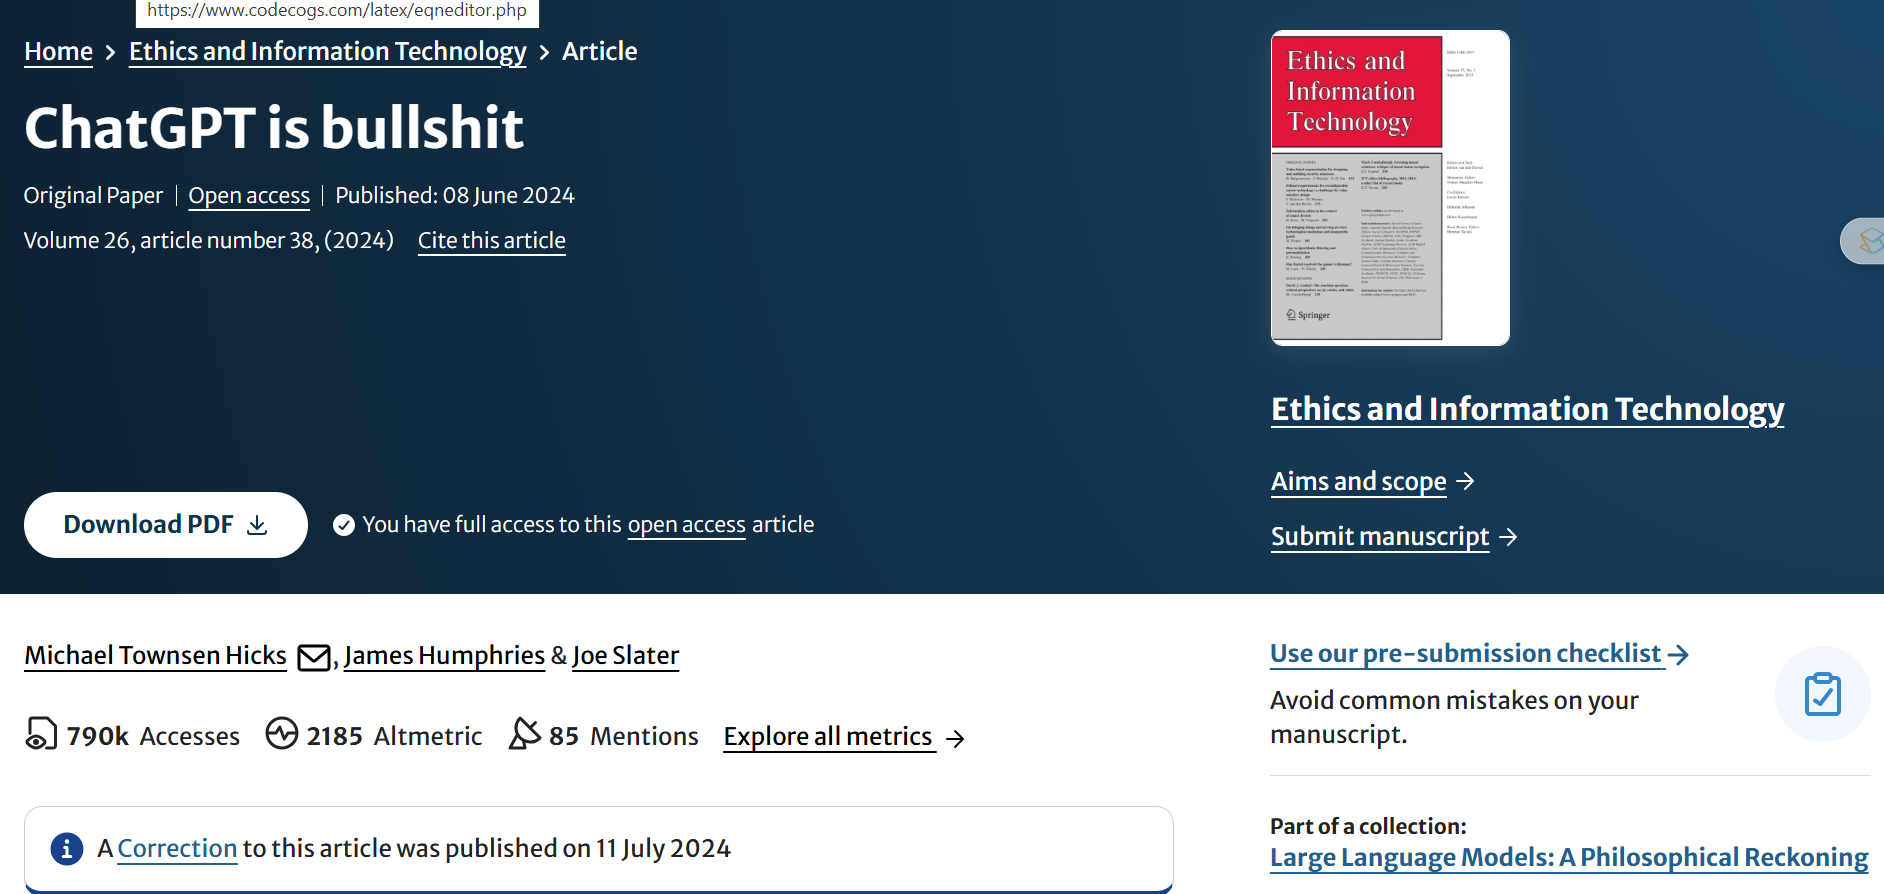 https://www.codecogs.com/latex/eqneditor.php
Home > Ethics and Information Technology > Article
ChatGPT is bullshit
Original Paper | Open access | Published: 08 June 2024
Volume 26, article number 38, (2024) Cite this article
Download PDF
You have full access to this open access article
Ethics and
Information
Technology
Springer
Ethics and Information Technology
Aims and scope →
Submit manuscript →
Michael Townsen Hicks, James Humphries & Joe Slater
790k Accesses 2185 Altmetric 85 Mentions Explore all metrics →
A Correction to this article was published on 11 July 2024
Use our pre-submission checklist →
Avoid common mistakes on your
manuscript.
Part of a collection:
Large Language Models: A Philosophical Reckoning